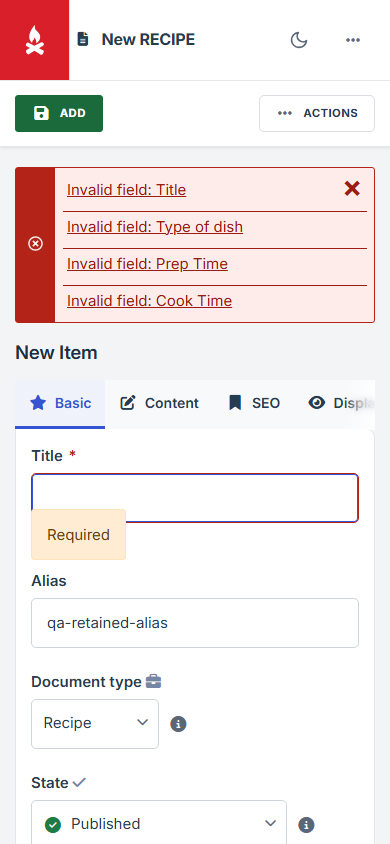 New RECIPE
ADD
ACTIONS
Invalid field: Title
Invalid field: Type of dish
Invalid field: Prep Time
Invalid field: Cook Time
New Item
Basic
Content
SEO
Title *
Required
Alias
qa-retained-alias
Document type
Recipe
State
Published